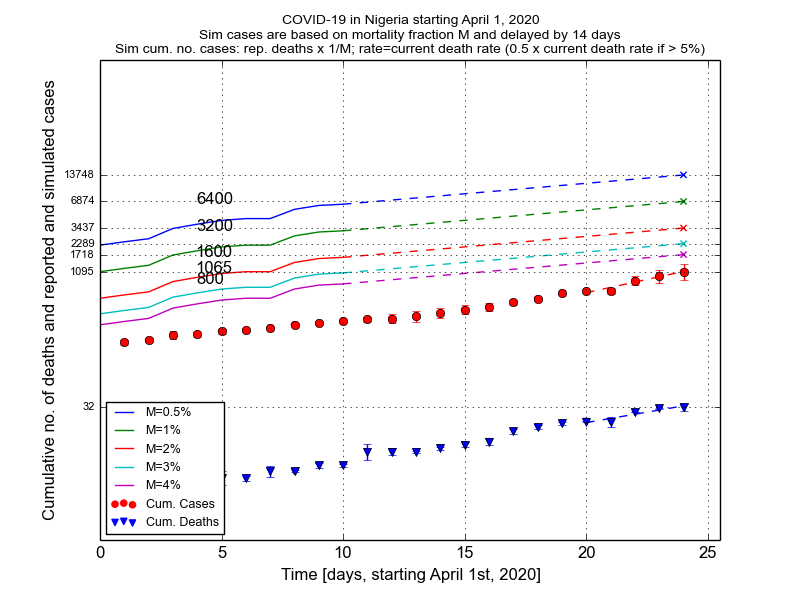 COVID-19 in Nigeria starting April 1, 2020
Sim cases are based on mortality fraction M and delayed by 14 days
Sim cum. no. cases: rep. deaths x 1/M; rate=current death rate (0.5 x current death rate if > 5%)
Cumulative no. of deaths and reported and simulated cases
13748
6874
3437
2289
1718
1095
32
6400
3200
1600
1065
800
M=0.5%
M=1%
M=2%
M=3%
M=4%
Cum. Cases
Cum. Deaths
0 5 10 15 20 25
Time [days, starting April 1st, 2020]